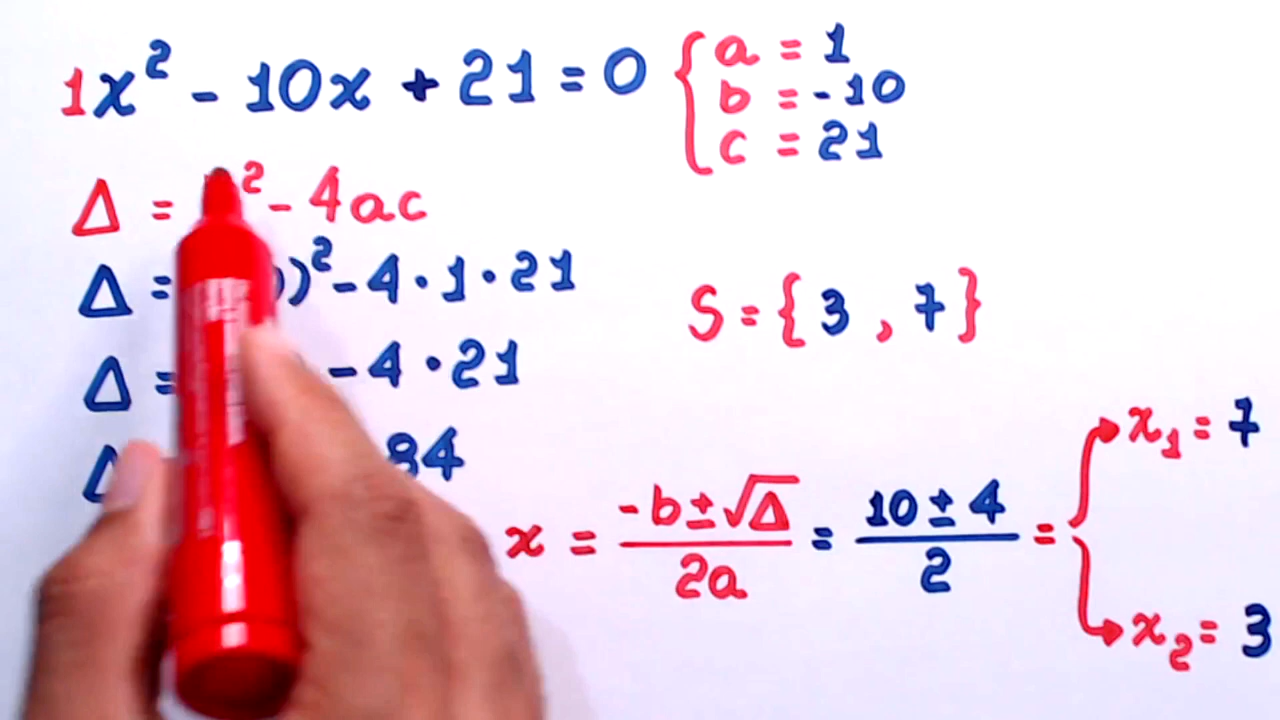 1x² - 10x + 21 = 0
a = 1
b = -10
c = 21
Δ = ² - 4ac
Δ = )² - 4 · 1 · 21
Δ = - 4 · 21
Δ 84
S = { 3 , 7 }
x = (-b ± √Δ)/2a = (10 ± 4)/2 =
x₁ = 7
x₂ = 3